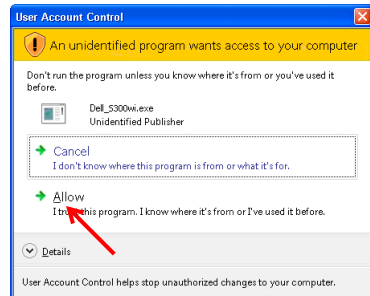 User Account Control
An unidentified program wants access to your computer
Don't run the program unless you know where it's from or you've used it
before.
Dell_S300wi.exe
Unidentified Publisher
Cancel
I don't know where this program is from or what it's for.
Allow
I trust this program. I know where it's from or I've used it before.
Details
User Account Control helps stop unauthorized changes to your computer.